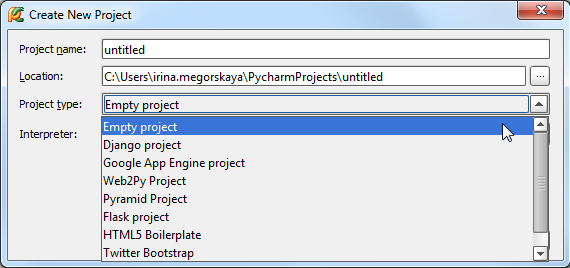 Create New Project
Project name: untitled
Location: C:\Users\irina.megorskaya\PycharmProjects\untitled ...
Project type: Empty project
Interpreter:
Empty project
Django project
Google App Engine project
Web2Py Project
Pyramid Project
Flask project
HTML5 Boilerplate
Twitter Bootstrap